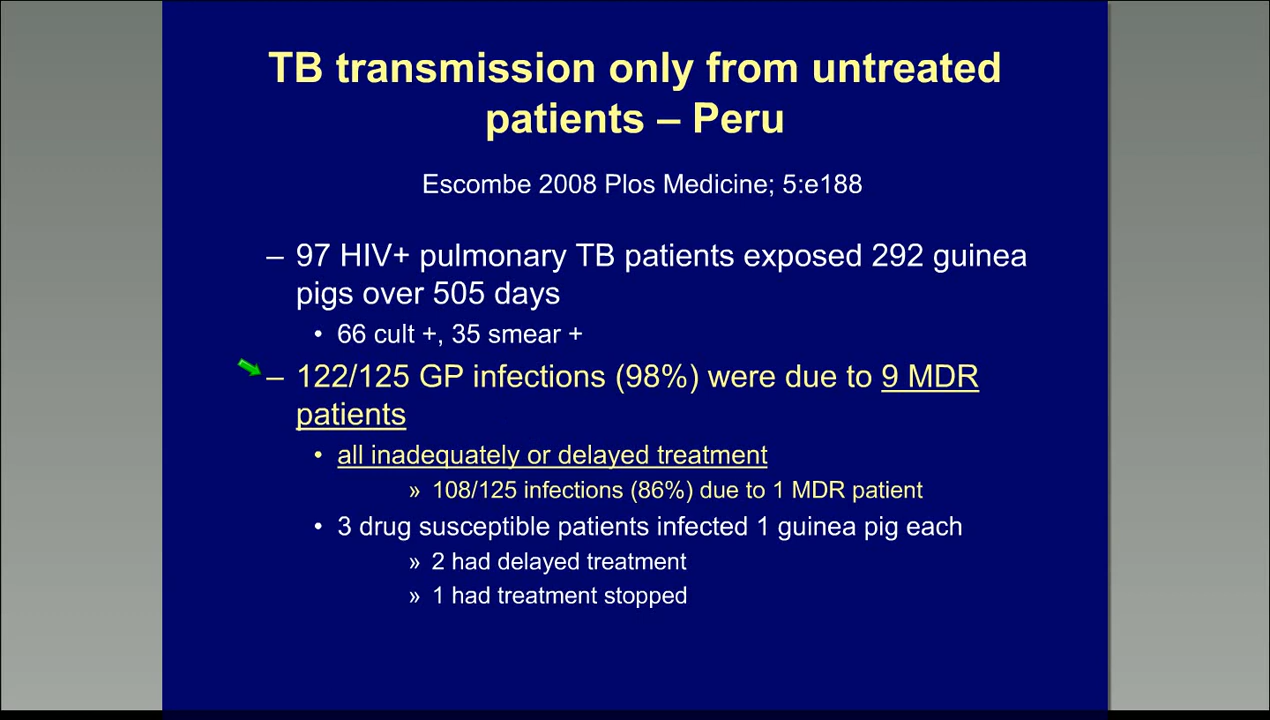 TB transmission only from untreated
patients – Peru
Escombe 2008 Plos Medicine; 5:e188
– 97 HIV+ pulmonary TB patients exposed 292 guinea
pigs over 505 days
• 66 cult +, 35 smear +
– 122/125 GP infections (98%) were due to 9 MDR
patients
• all inadequately or delayed treatment
» 108/125 infections (86%) due to 1 MDR patient
• 3 drug susceptible patients infected 1 guinea pig each
» 2 had delayed treatment
» 1 had treatment stopped